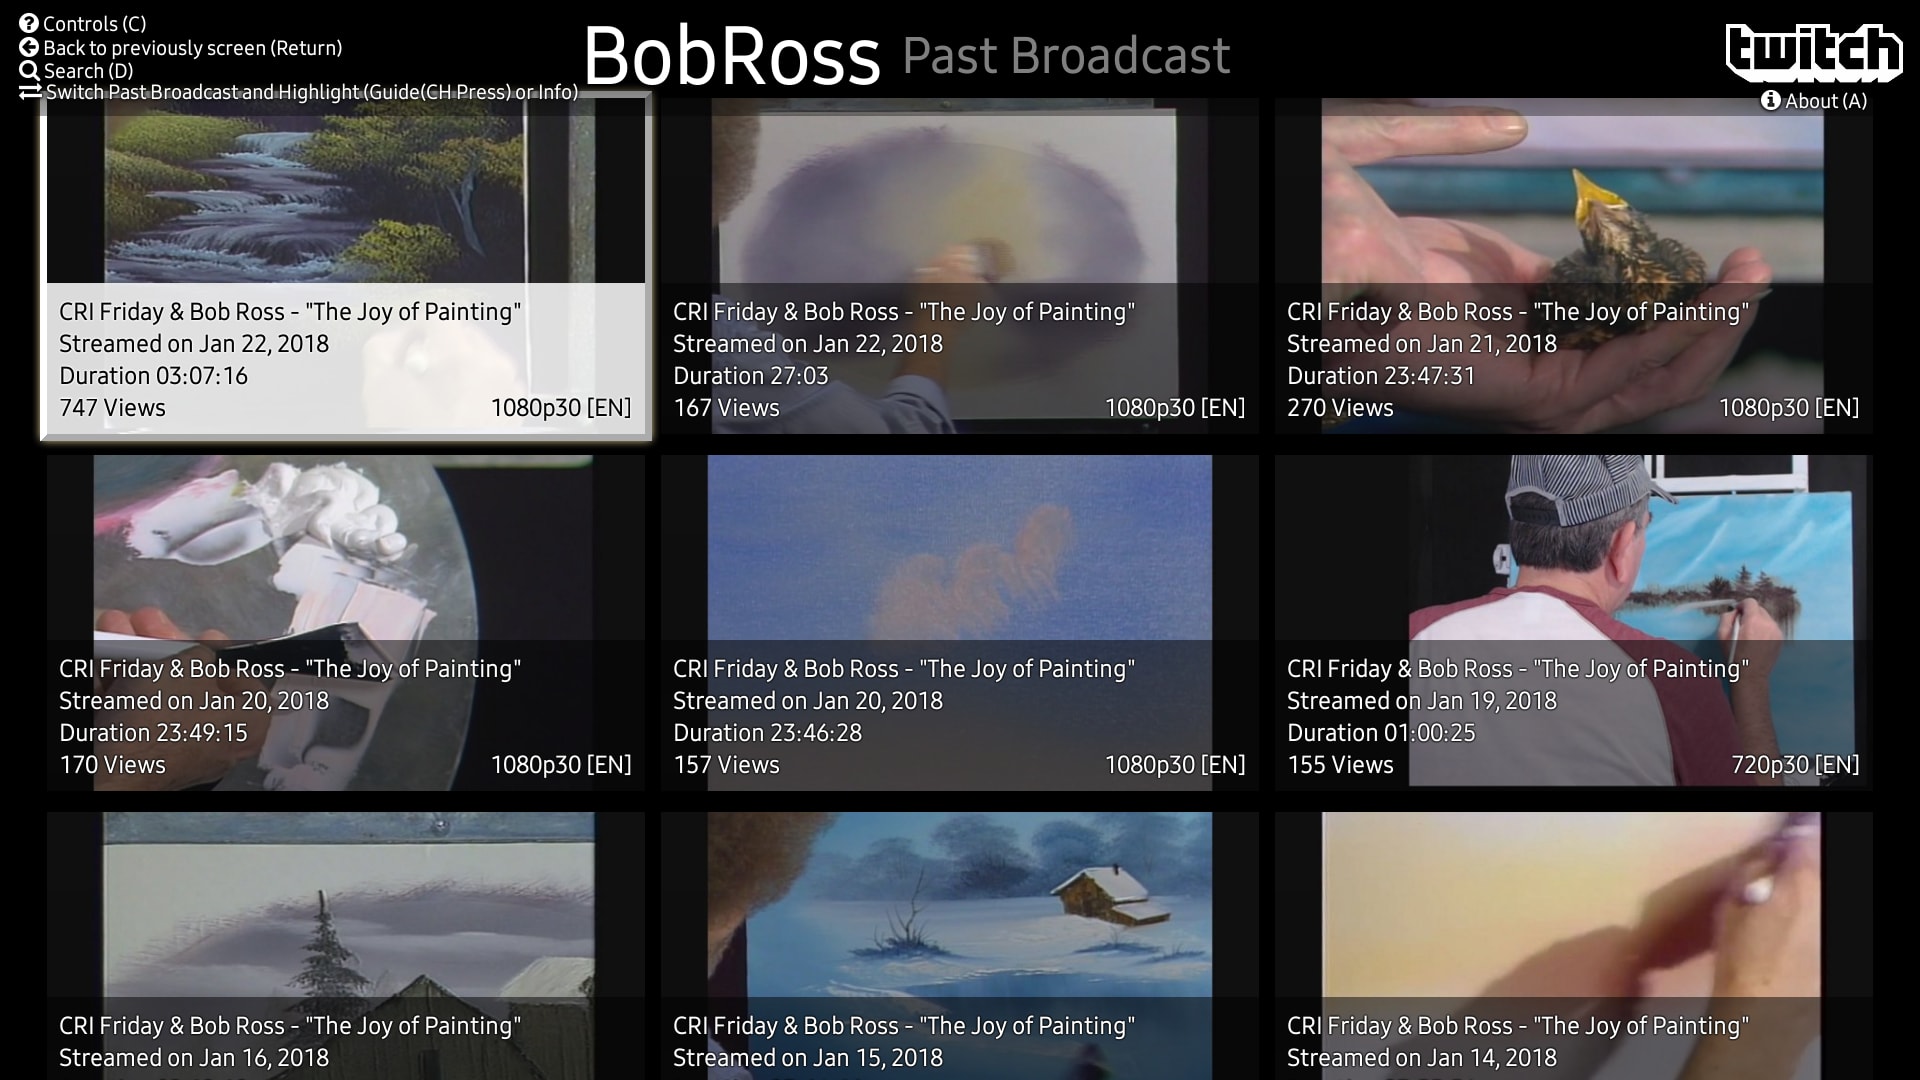 Controls (C)
Back to previously screen (Return)
Search (D)
Switch Past Broadcast and Highlight (Guide(CH Press) or Info)
BobRoss Past Broadcast
twitch
About (A)
CRI Friday & Bob Ross - "The Joy of Painting"
Streamed on Jan 22, 2018
Duration 03:07:16
747 Views 1080p30 [EN]
CRI Friday & Bob Ross - "The Joy of Painting"
Streamed on Jan 22, 2018
Duration 27:03
167 Views 1080p30 [EN]
CRI Friday & Bob Ross - "The Joy of Painting"
Streamed on Jan 21, 2018
Duration 23:47:31
270 Views 1080p30 [EN]
CRI Friday & Bob Ross - "The Joy of Painting"
Streamed on Jan 20, 2018
Duration 23:49:15
170 Views 1080p30 [EN]
CRI Friday & Bob Ross - "The Joy of Painting"
Streamed on Jan 20, 2018
Duration 23:46:28
157 Views 1080p30 [EN]
CRI Friday & Bob Ross - "The Joy of Painting"
Streamed on Jan 19, 2018
Duration 01:00:25
155 Views 720p30 [EN]
CRI Friday & Bob Ross - "The Joy of Painting"
Streamed on Jan 16, 2018
CRI Friday & Bob Ross - "The Joy of Painting"
Streamed on Jan 15, 2018
CRI Friday & Bob Ross - "The Joy of Painting"
Streamed on Jan 14, 2018